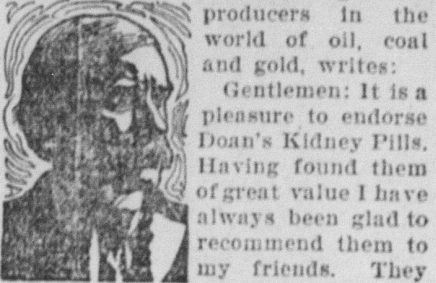 producers in the
world of oil, coal
and gold, writes:
Gentlemen: It is a
pleasure to endorse
Doan's Kidney Pills.
Having found them
of great value I have
always been glad to
recommend them to
my friends. They